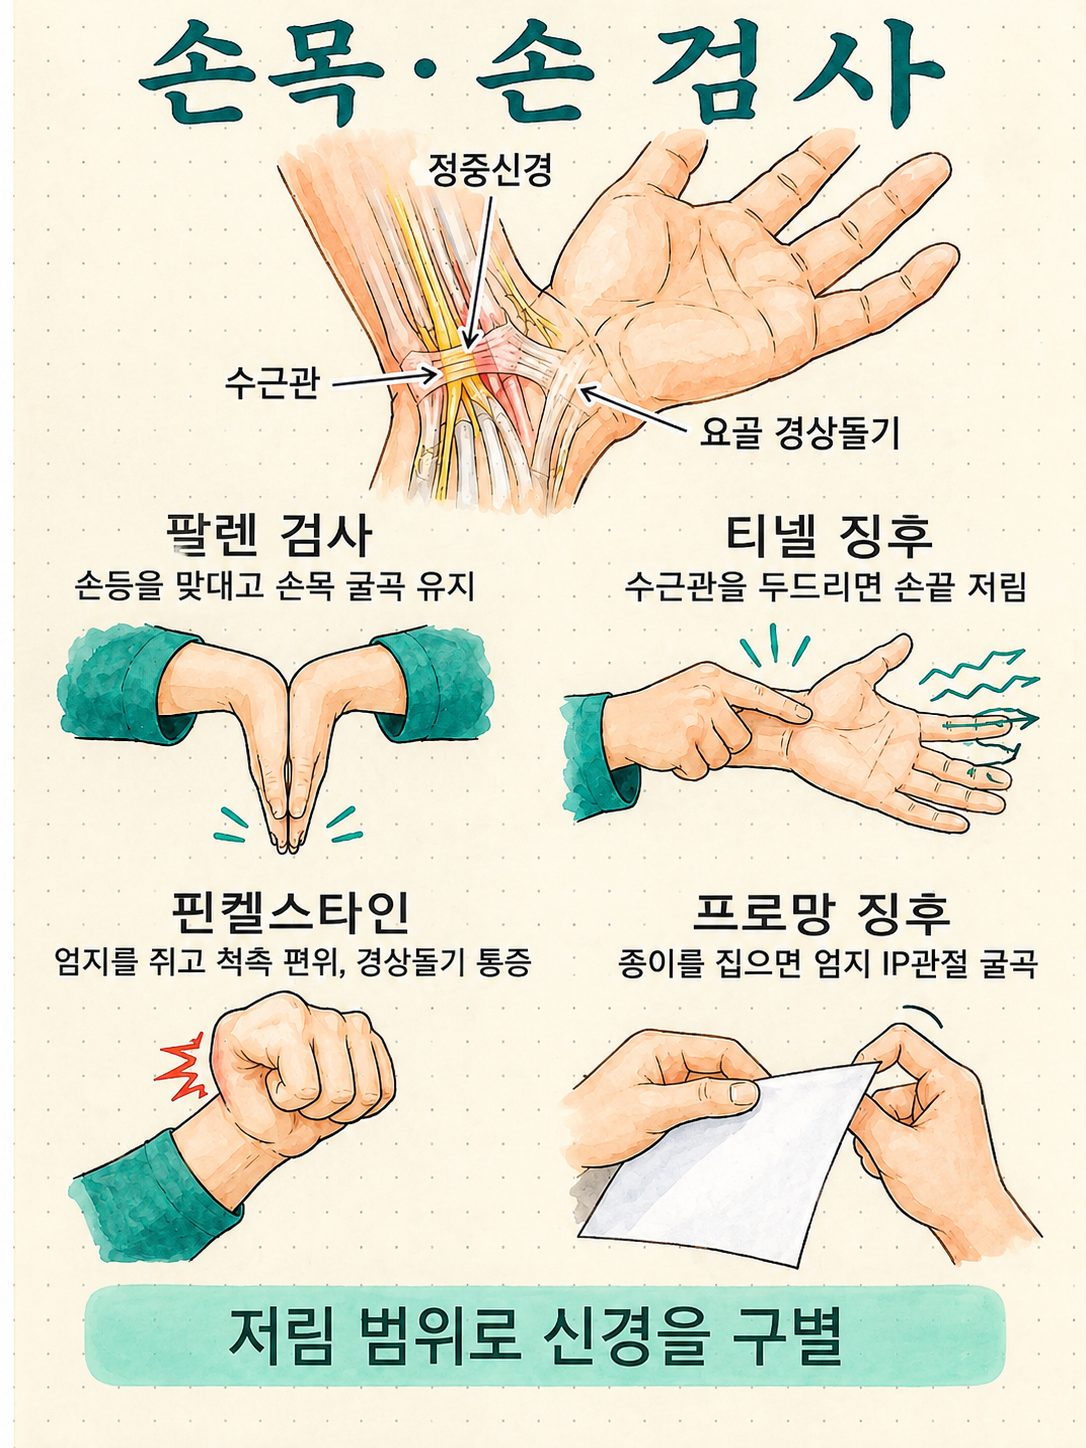 손목·손 검사
정중신경
수근관
요골 경상돌기
팔렌 검사
손등을 맞대고 손목 굴곡 유지
티넬 징후
수근관을 두드리면 손끝 저림
핀켈스타인
엄지를 쥐고 척측 편위, 경상돌기 통증
프로망 징후
종이를 집으면 엄지 IP관절 굴곡
저림 범위로 신경을 구별